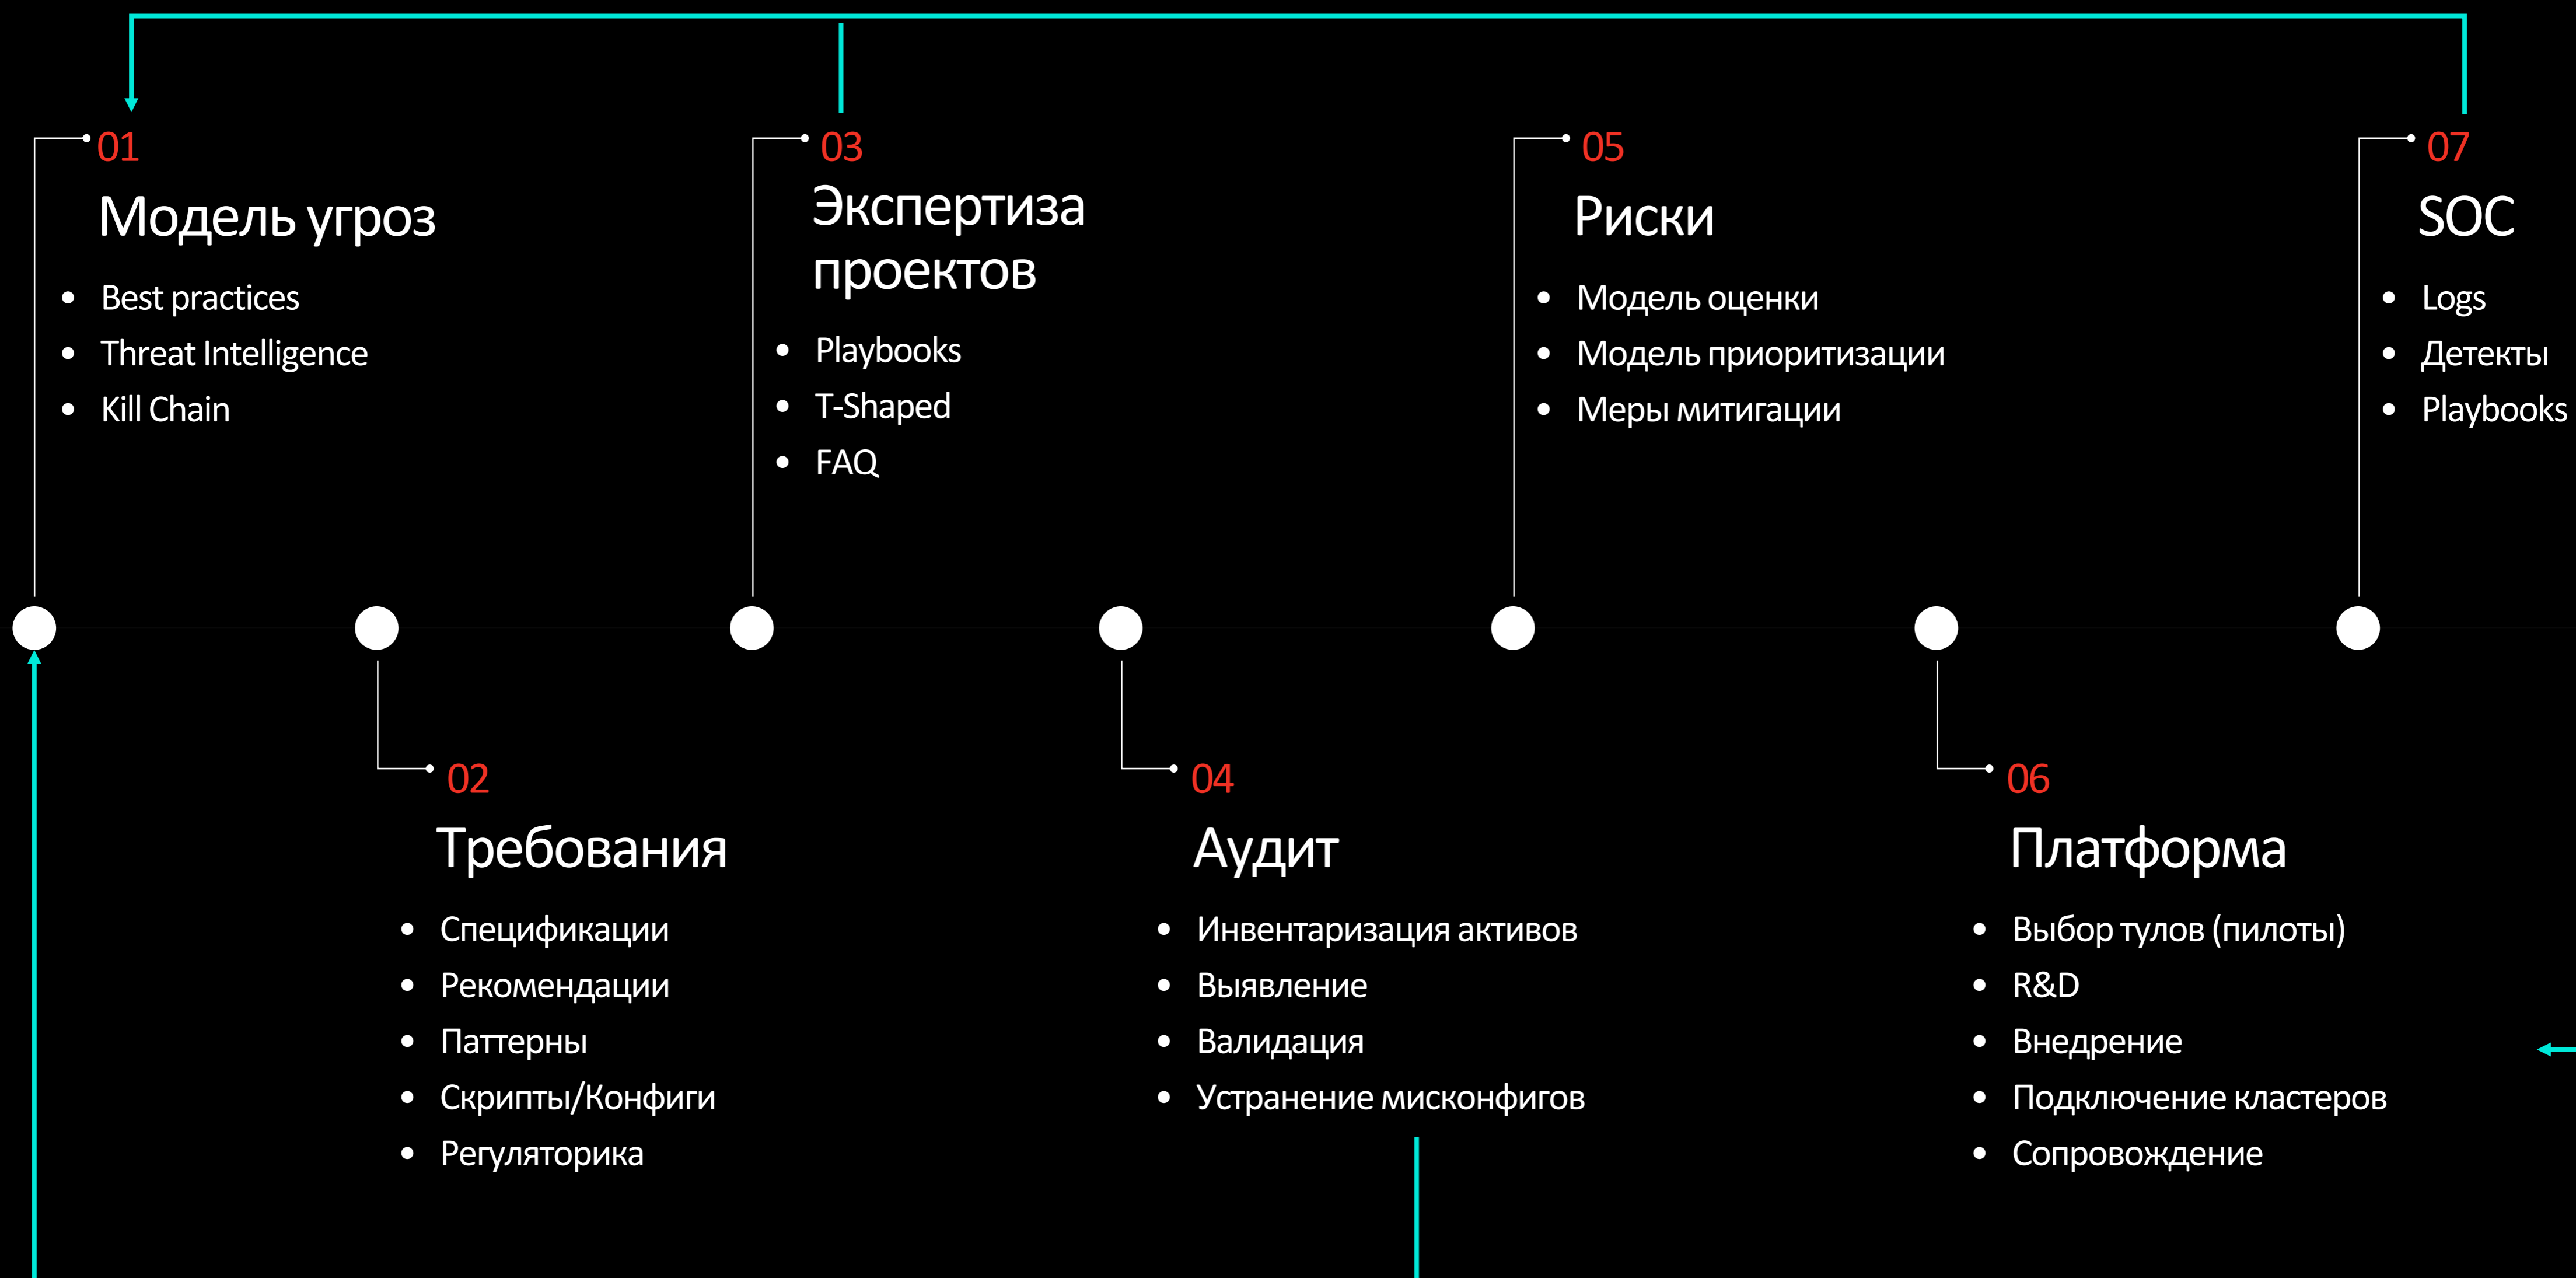 01
Модель угроз
Best practices
Threat Intelligence
Kill Chain
03
Экспертиза
проектов
Playbooks
T-Shaped
FAQ
05
Риски
Модель оценки
Модель приоритизации
Меры митигации
07
SOC
Logs
Детекты
Playbooks
02
Требования
Спецификации
Рекомендации
Паттерны
Скрипты/Конфиги
Регуляторика
04
Аудит
Инвентаризация активов
Выявление
Валидация
Устранение мисконфигов
06
Платформа
Выбор тулов (пилоты)
R&D
Внедрение
Подключение кластеров
Сопровождение